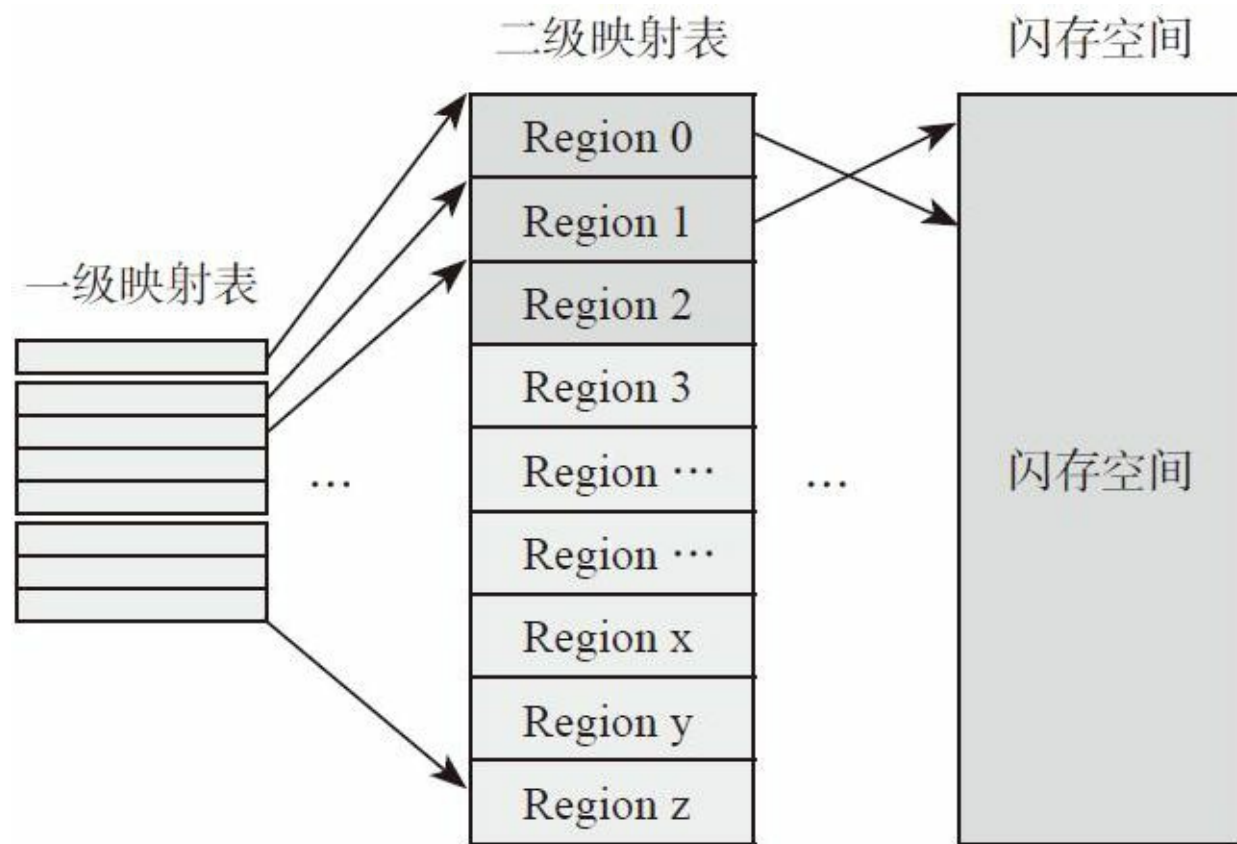 二级映射表
闪存空间
一级映射表
Region 0
Region 1
Region 2
Region 3
Region …
Region …
Region x
Region y
Region z
…
…
闪存空间